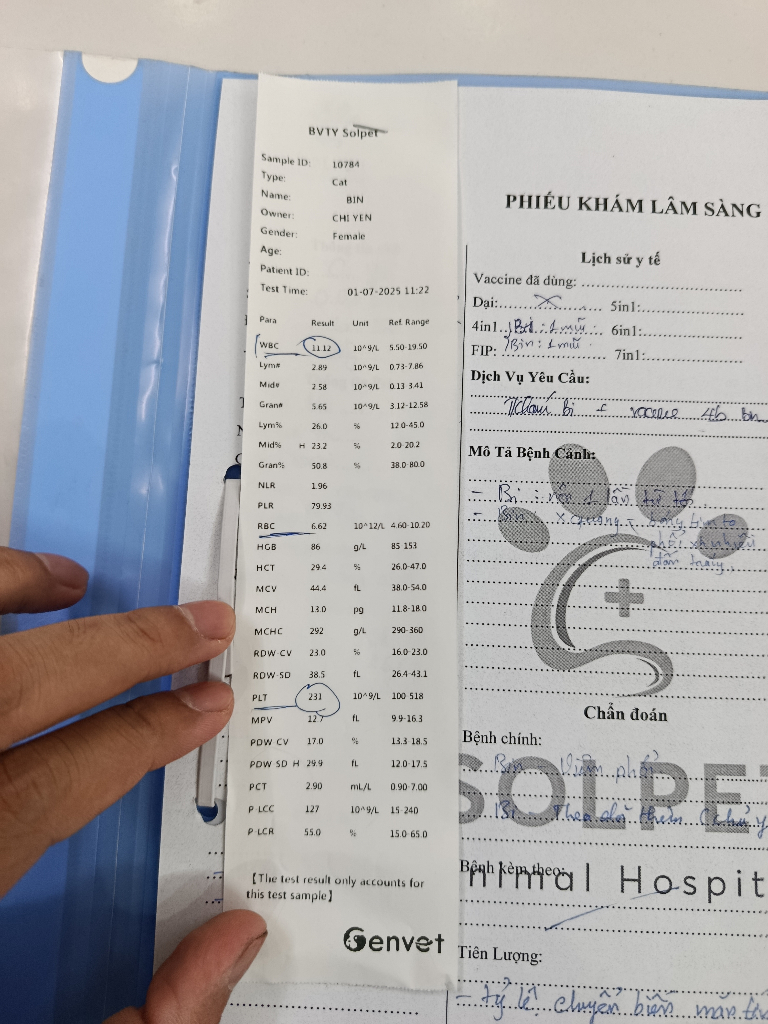 BVTY Solpet
Sample ID: 10784
Type: Cat
Name: BIN
Owner: CHI YEN
Gender: Female
Age:
Patient ID:
Test Time: 01-07-2025 11:22
Para Result Unit Ref. Range
WBC 11.12 10^9/L 5.50-19.50
Lym# 2.89 10^9/L 0.73-7.86
Mid# 2.58 10^9/L 0.13-3.41
Gran# 5.65 10^9/L 3.12-12.58
Lym% 26.0 % 12.0-45.0
Mid% H 23.2 % 2.0-20.2
Gran% 50.8 % 38.0-80.0
NLR 1.96
PLR 79.93
RBC 6.62 10^12/L 4.60-10.20
HGB 86 g/L 85-153
HCT 29.4 % 26.0-47.0
MCV 44.4 fL 38.0-54.0
MCH 13.0 pg 11.8-18.0
MCHC 292 g/L 290-360
RDW-CV 23.0 % 16.0-23.0
RDW-SD 38.5 fL 26.4-43.1
PLT 231 10^9/L 100-518
MPV 12.7 fL 9.9-16.3
PDW-CV 17.0 % 13.3-18.5
PDW-SD H 29.9 fL 12.0-17.5
PCT 2.90 mL/L 0.90-7.00
P-LCC 127 10^9/L 15-240
P-LCR 55.0 % 15.0-65.0
【The test result only accounts for
this test sample】
Genvet
PHIẾU KHÁM LÂM SÀNG
Lịch sử y tế
Vaccine đã dùng:
Dại: X 5in1:
4in1 Bi : 1 mũi 6in1:
FIP: Bin: 1 mũi 7in1:
Dịch Vụ Yêu Cầu:
Khám bi + vaccine 4b
Mô Tả Bệnh Cảnh:
- Bi : nôn 1 lần
- Bin: X quang - bóng tim to
phổi
Chẩn đoán
Bệnh chính:
Bin Viêm phổi
Bi Theo dõi thêm
SOLPET
Bệnh kèm theo:
Animal Hospit
Tiên Lượng:
- tỷ lệ chuyển biến